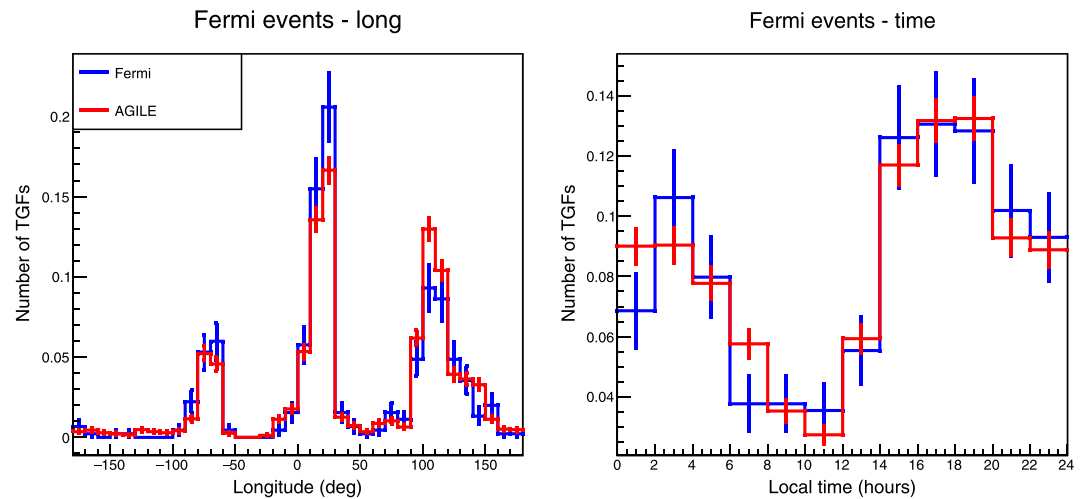 Fermi events - long
Fermi
AGILE
Number of TGFs
0.2
0.15
0.1
0.05
0
−150 −100 −50 0 50 100 150
Longitude (deg)
Fermi events - time
Number of TGFs
0.14
0.12
0.1
0.08
0.06
0.04
0 2 4 6 8 10 12 14 16 18 20 22 24
Local time (hours)